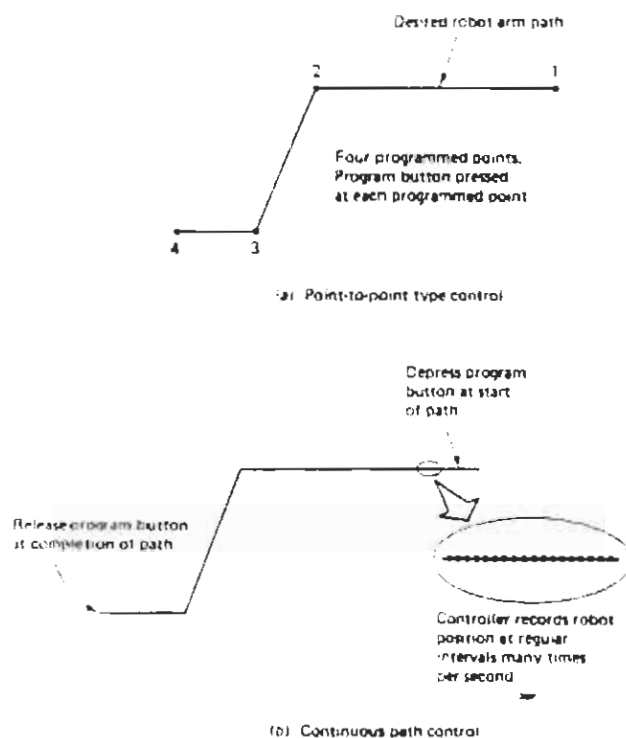 Desired robot arm path
2
1
Four programmed points.
Program button pressed
at each programmed point
4
3
(a) Point-to-point type control
Depress program
button at start
of path
Release program button
at completion of path
Controller records robot
position at regular
intervals many times
per second
(b) Continuous path control